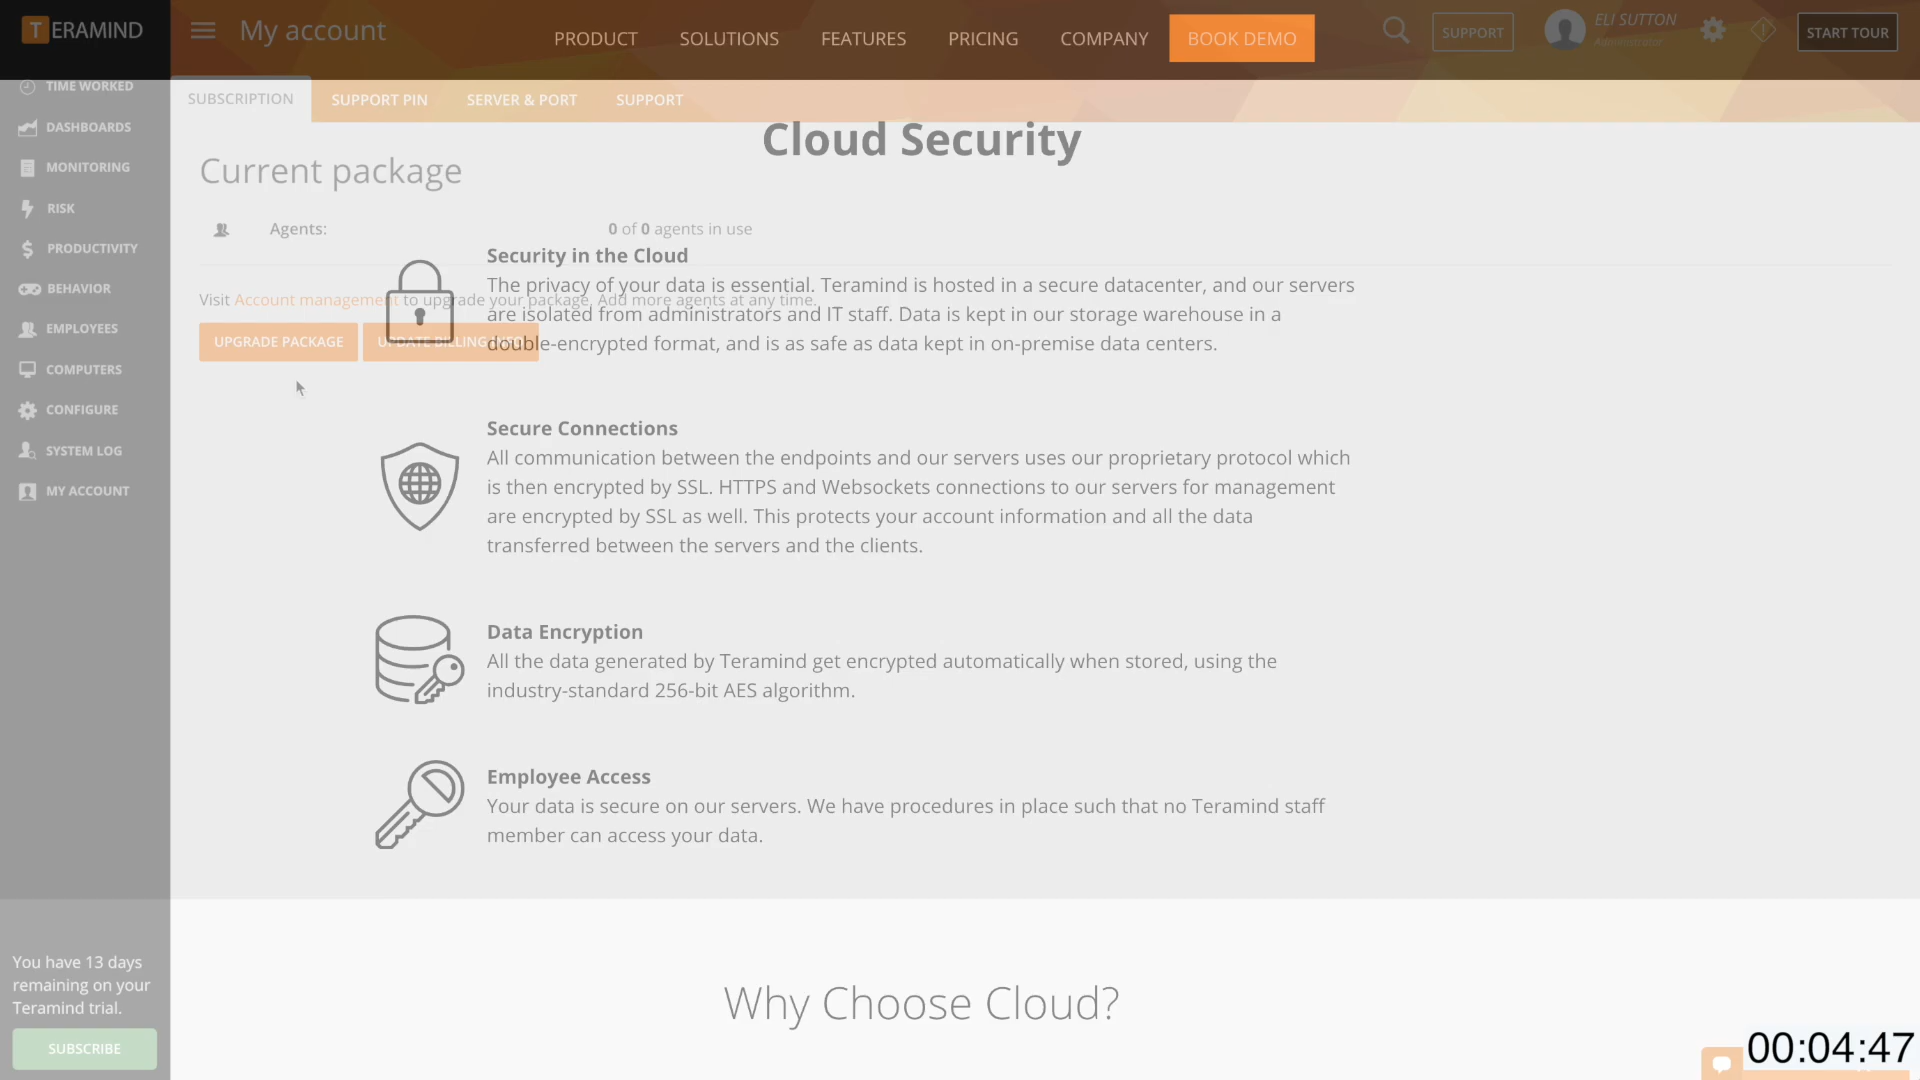 TERAMIND
My account
PRODUCT
SOLUTIONS
FEATURES
PRICING
COMPANY
BOOK DEMO
SUPPORT
ELI SUTTON
Administrator
START TOUR
TIME WORKED
DASHBOARDS
MONITORING
RISK
PRODUCTIVITY
BEHAVIOR
EMPLOYEES
COMPUTERS
CONFIGURE
SYSTEM LOG
MY ACCOUNT
SUBSCRIPTION
SUPPORT PIN
SERVER & PORT
SUPPORT
Cloud Security
Current package
Agents:
0 of 0 agents in use
Visit Account management to upgrade your package. Add more agents at any time.
UPGRADE PACKAGE
UPDATE BILLING INFO
Security in the Cloud
The privacy of your data is essential. Teramind is hosted in a secure datacenter, and our servers
are isolated from administrators and IT staff. Data is kept in our storage warehouse in a
double-encrypted format, and is as safe as data kept in on-premise data centers.
Secure Connections
All communication between the endpoints and our servers uses our proprietary protocol which
is then encrypted by SSL. HTTPS and Websockets connections to our servers for management
are encrypted by SSL as well. This protects your account information and all the data
transferred between the servers and the clients.
Data Encryption
All the data generated by Teramind get encrypted automatically when stored, using the
industry-standard 256-bit AES algorithm.
Employee Access
Your data is secure on our servers. We have procedures in place such that no Teramind staff
member can access your data.
You have 13 days
remaining on your
Teramind trial.
SUBSCRIBE
Why Choose Cloud?
00:04:47